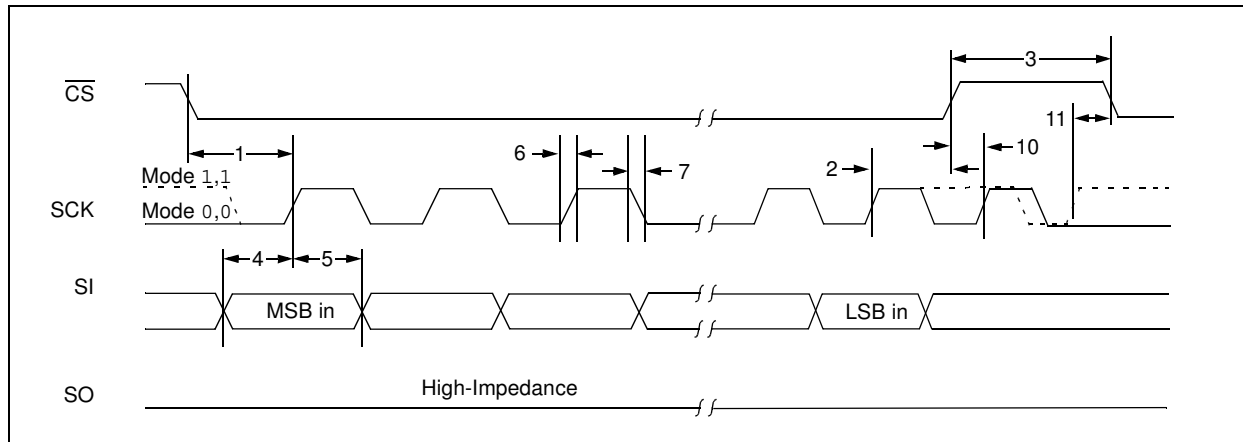 3
CS
11
1
6
10
Mode 1,1
2
7
SCK
Mode 0,0
4
5
SI
MSB in
LSB in
High-Impedance
SO